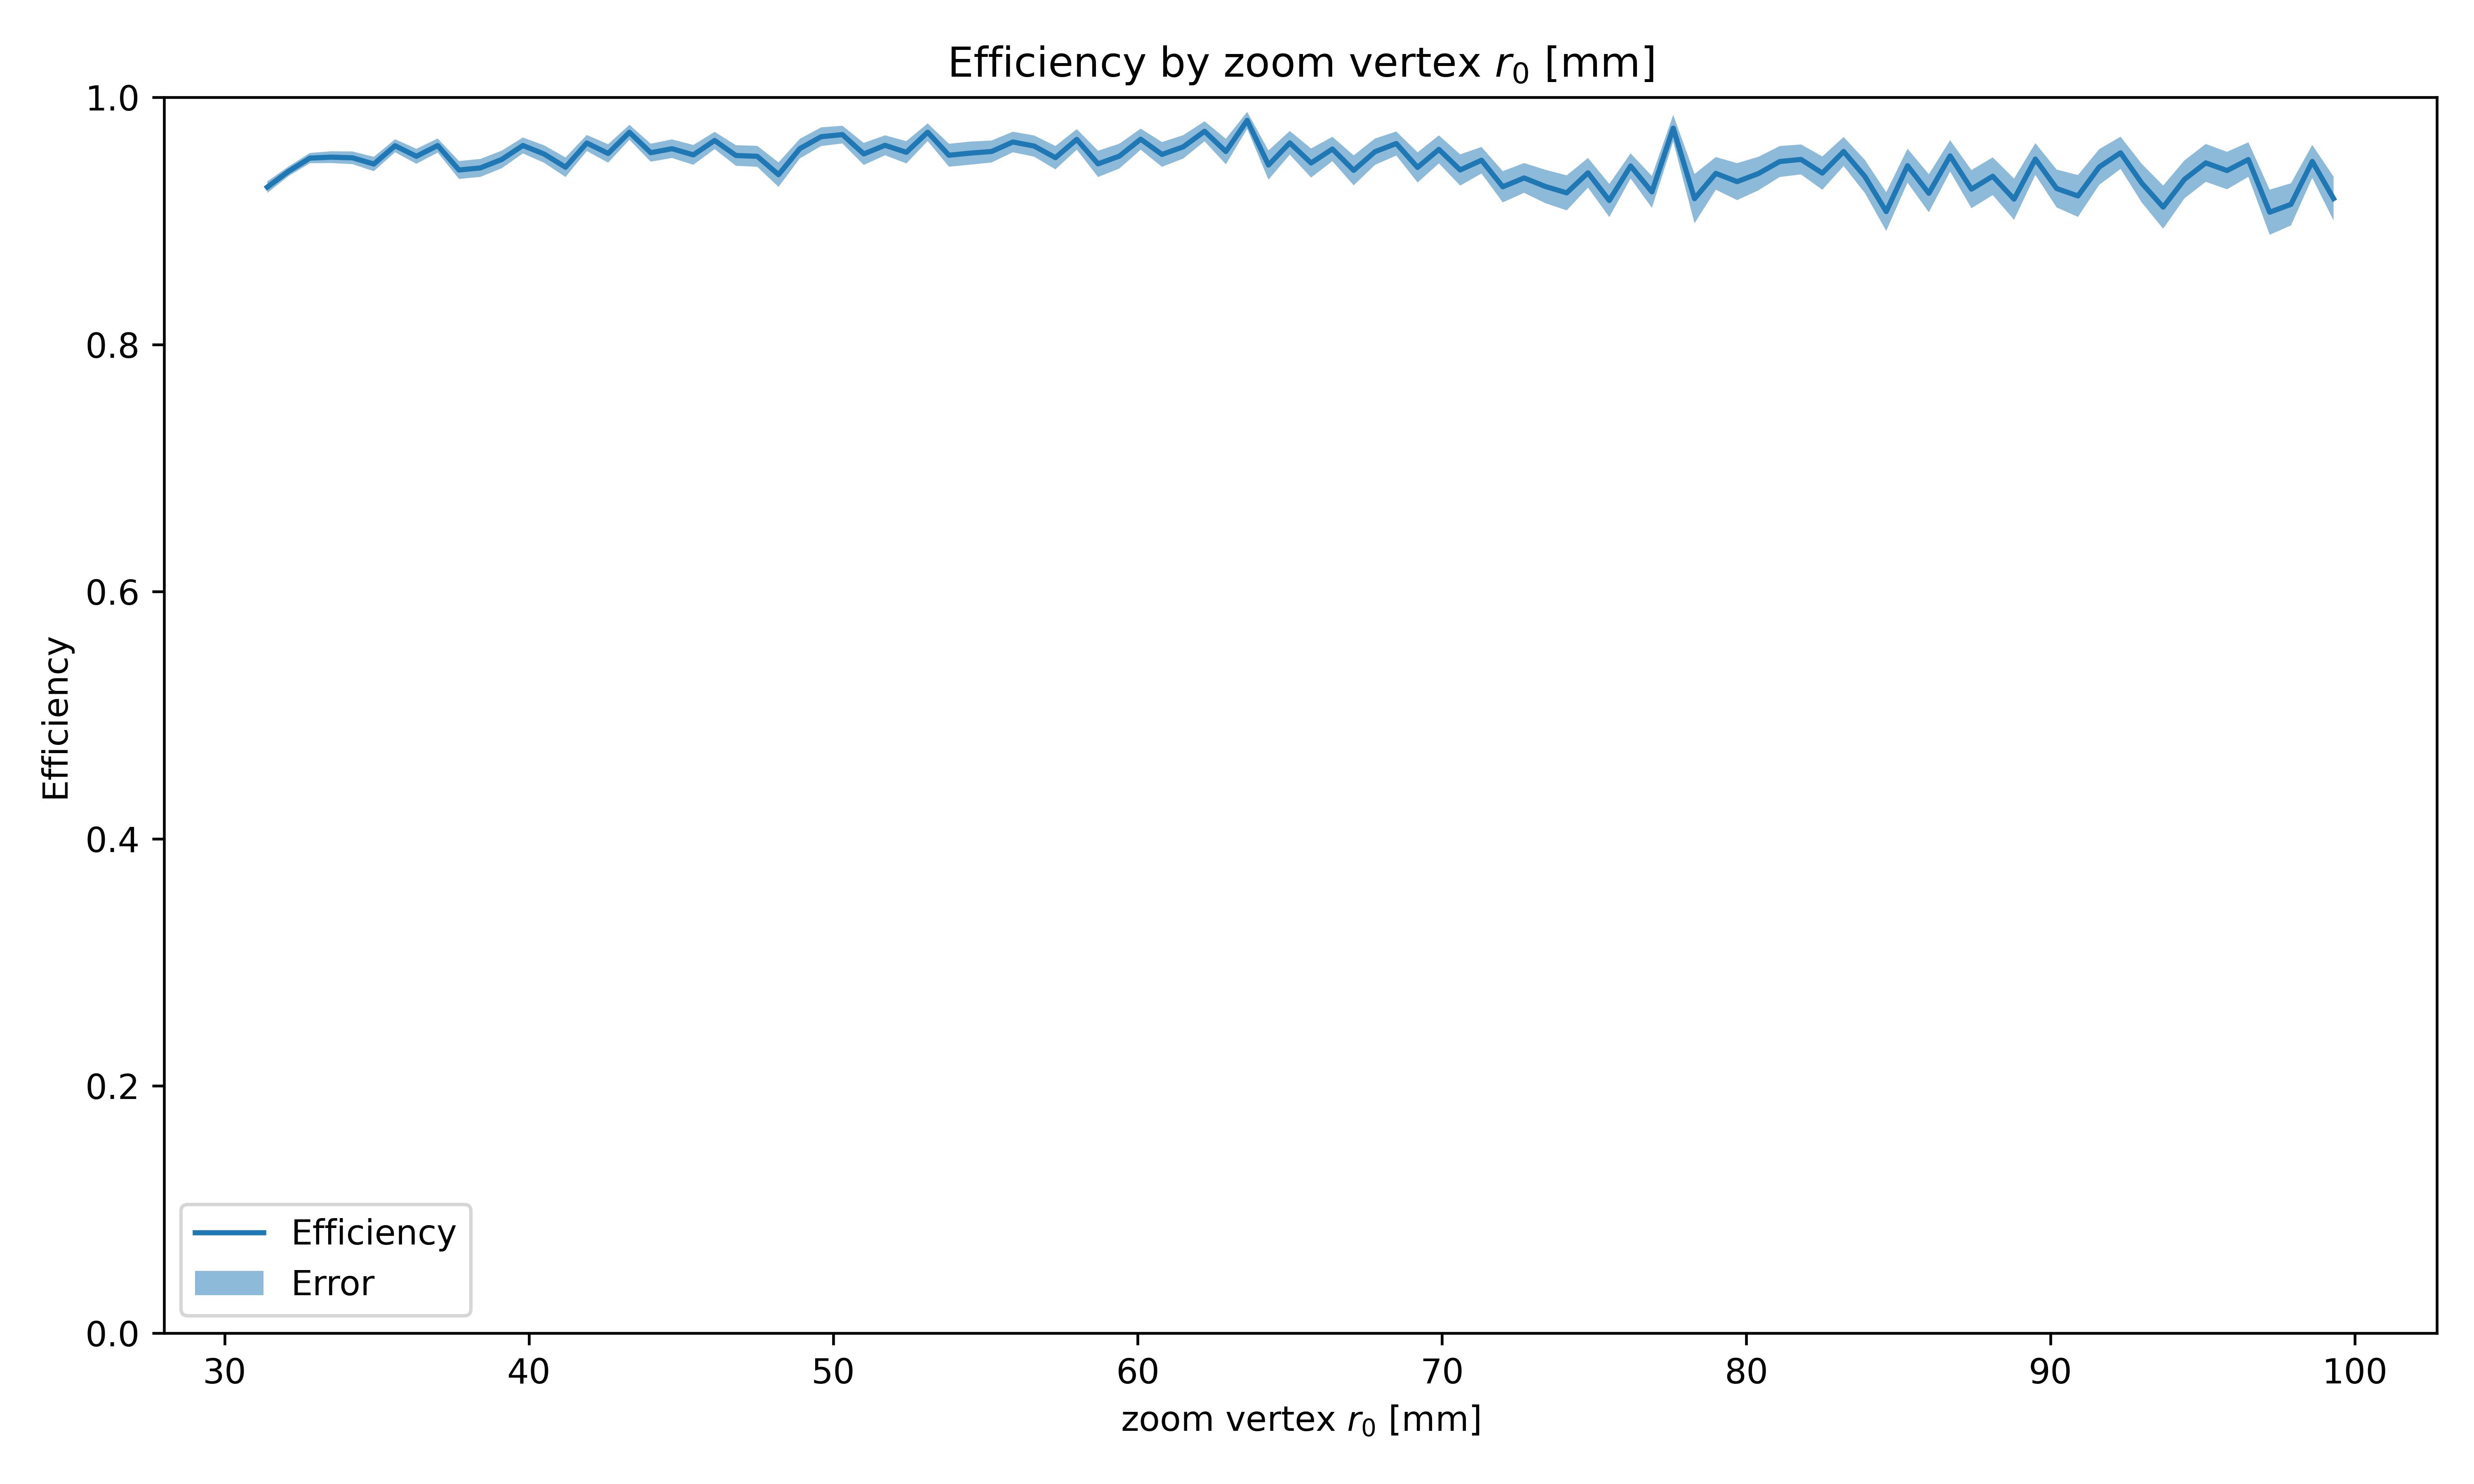 Efficiency by zoom vertex r₀ [mm]
1.0
0.8
0.6
0.4
0.2
0.0
Efficiency
Efficiency
Error
30 40 50 60 70 80 90 100
zoom vertex r₀ [mm]